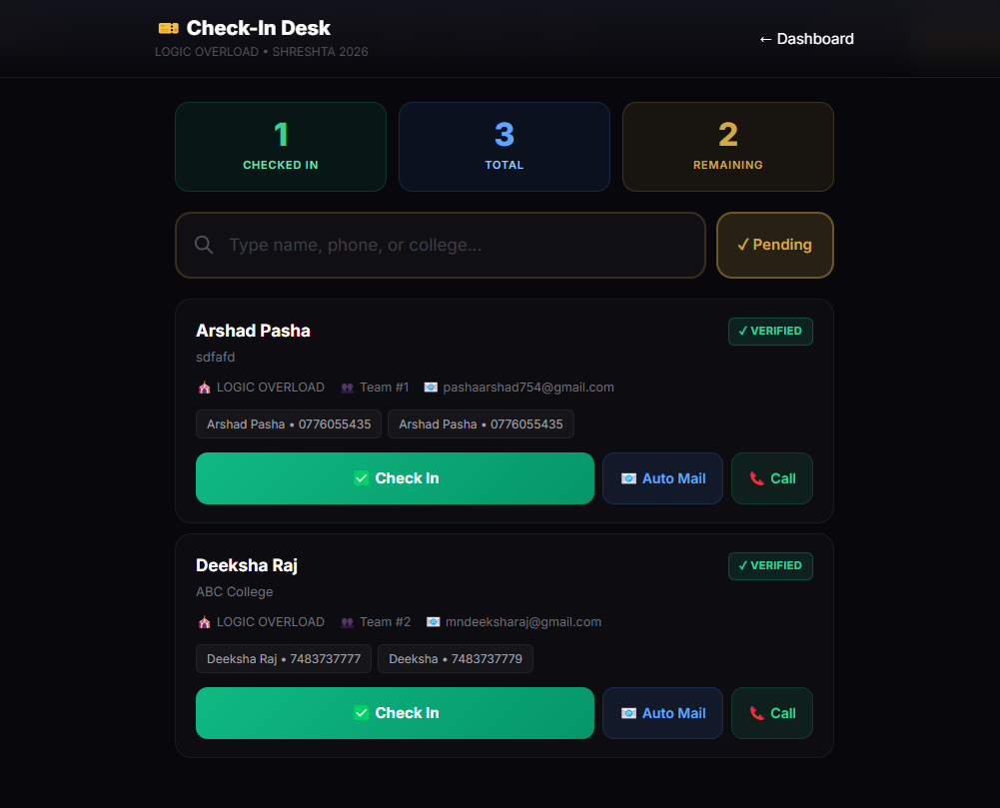 🎫 Check-In Desk
LOGIC OVERLOAD • SHRESHTA 2026
← Dashboard
1
CHECKED IN
3
TOTAL
2
REMAINING
Type name, phone, or college...
✓ Pending
Arshad Pasha
✓ VERIFIED
sdfafd
🎪 LOGIC OVERLOAD 👥 Team #1 📧 pashaarshad754@gmail.com
Arshad Pasha • 0776055435 Arshad Pasha • 0776055435
✅ Check In 📧 Auto Mail 📞 Call
Deeksha Raj
✓ VERIFIED
ABC College
🎪 LOGIC OVERLOAD 👥 Team #2 📧 mndeeksharaj@gmail.com
Deeksha Raj • 7483737777 Deeksha • 7483737779
✅ Check In 📧 Auto Mail 📞 Call